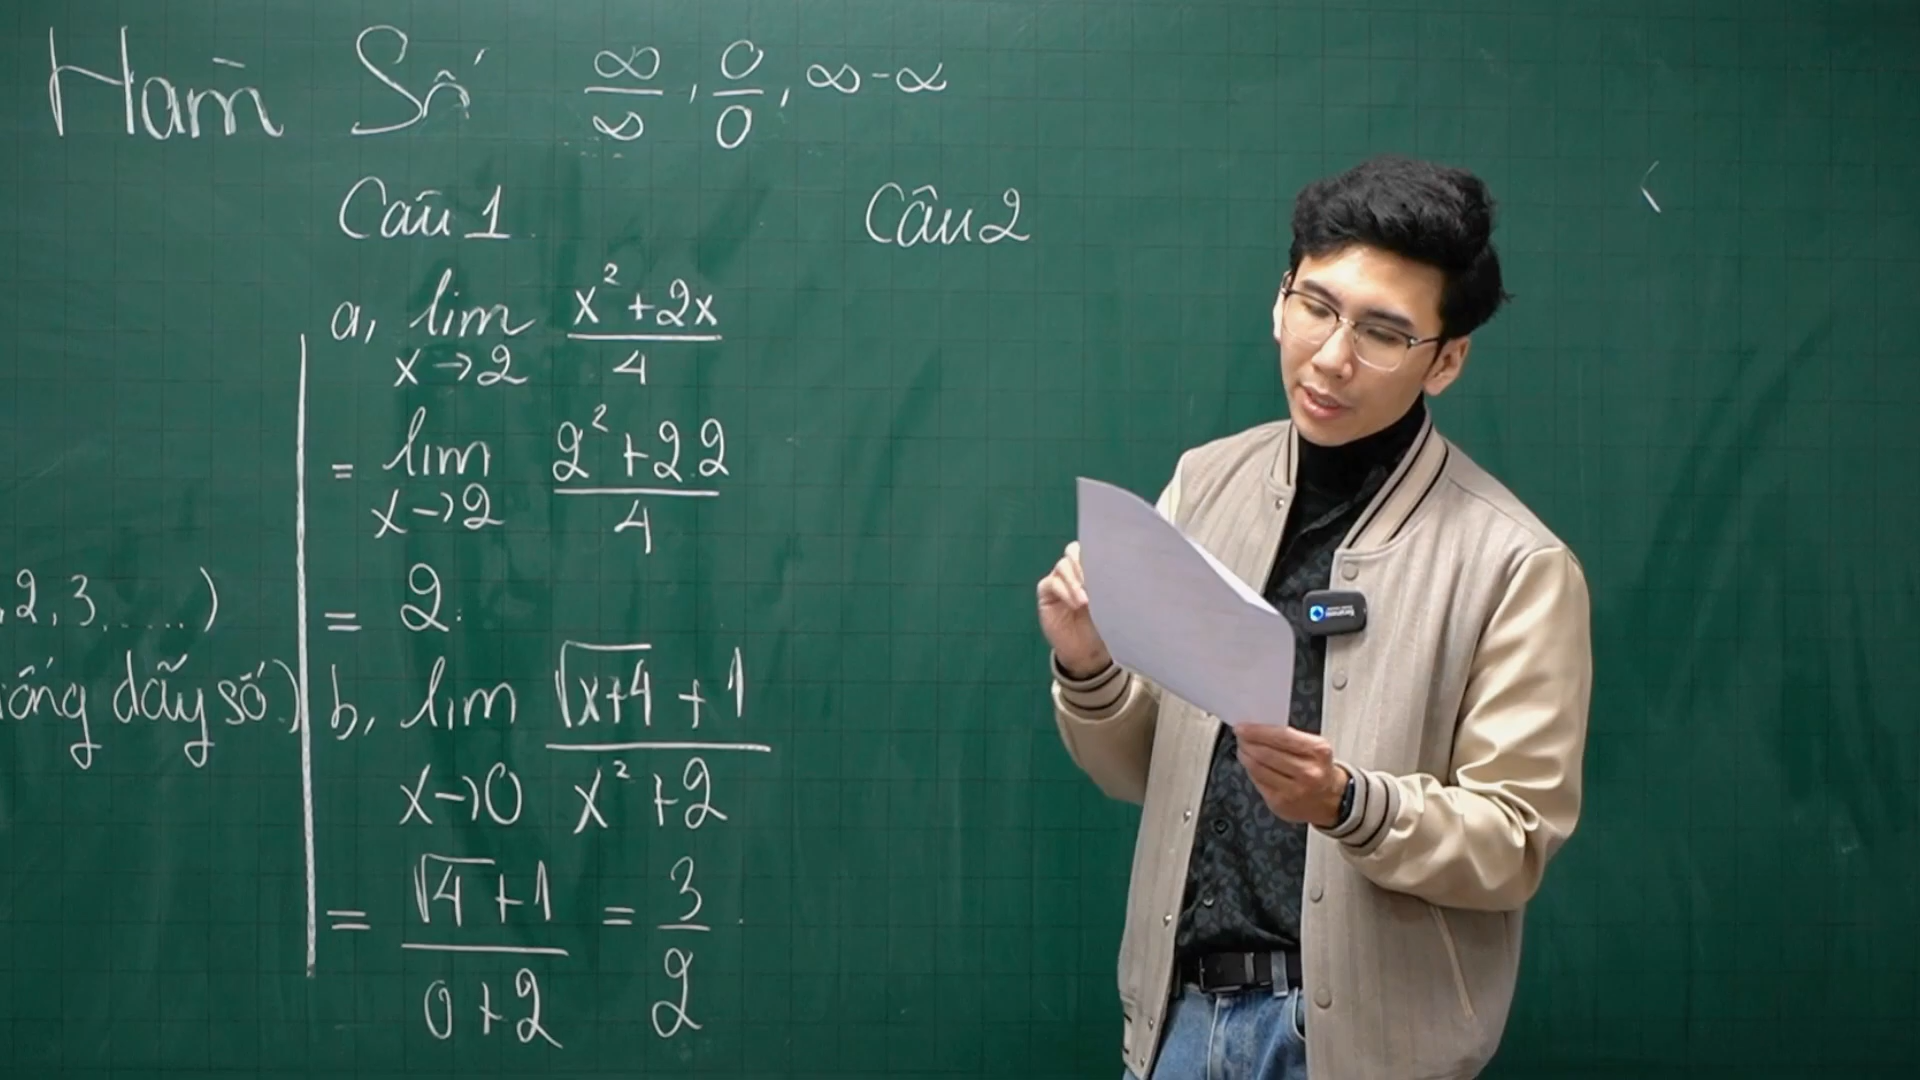 Hàm Số ∞/∞, 0/0, ∞-∞
Câu 1
a, lim x→2 (x²+2x)/4
= lim x→2 (2²+2.2)/4
= 2.
b, lim x→0 (√(x+4) + 1)/(x²+2)
= (√4+1)/(0+2) = 3/2.
Câu 2
,2,3,.....)
dãy số)